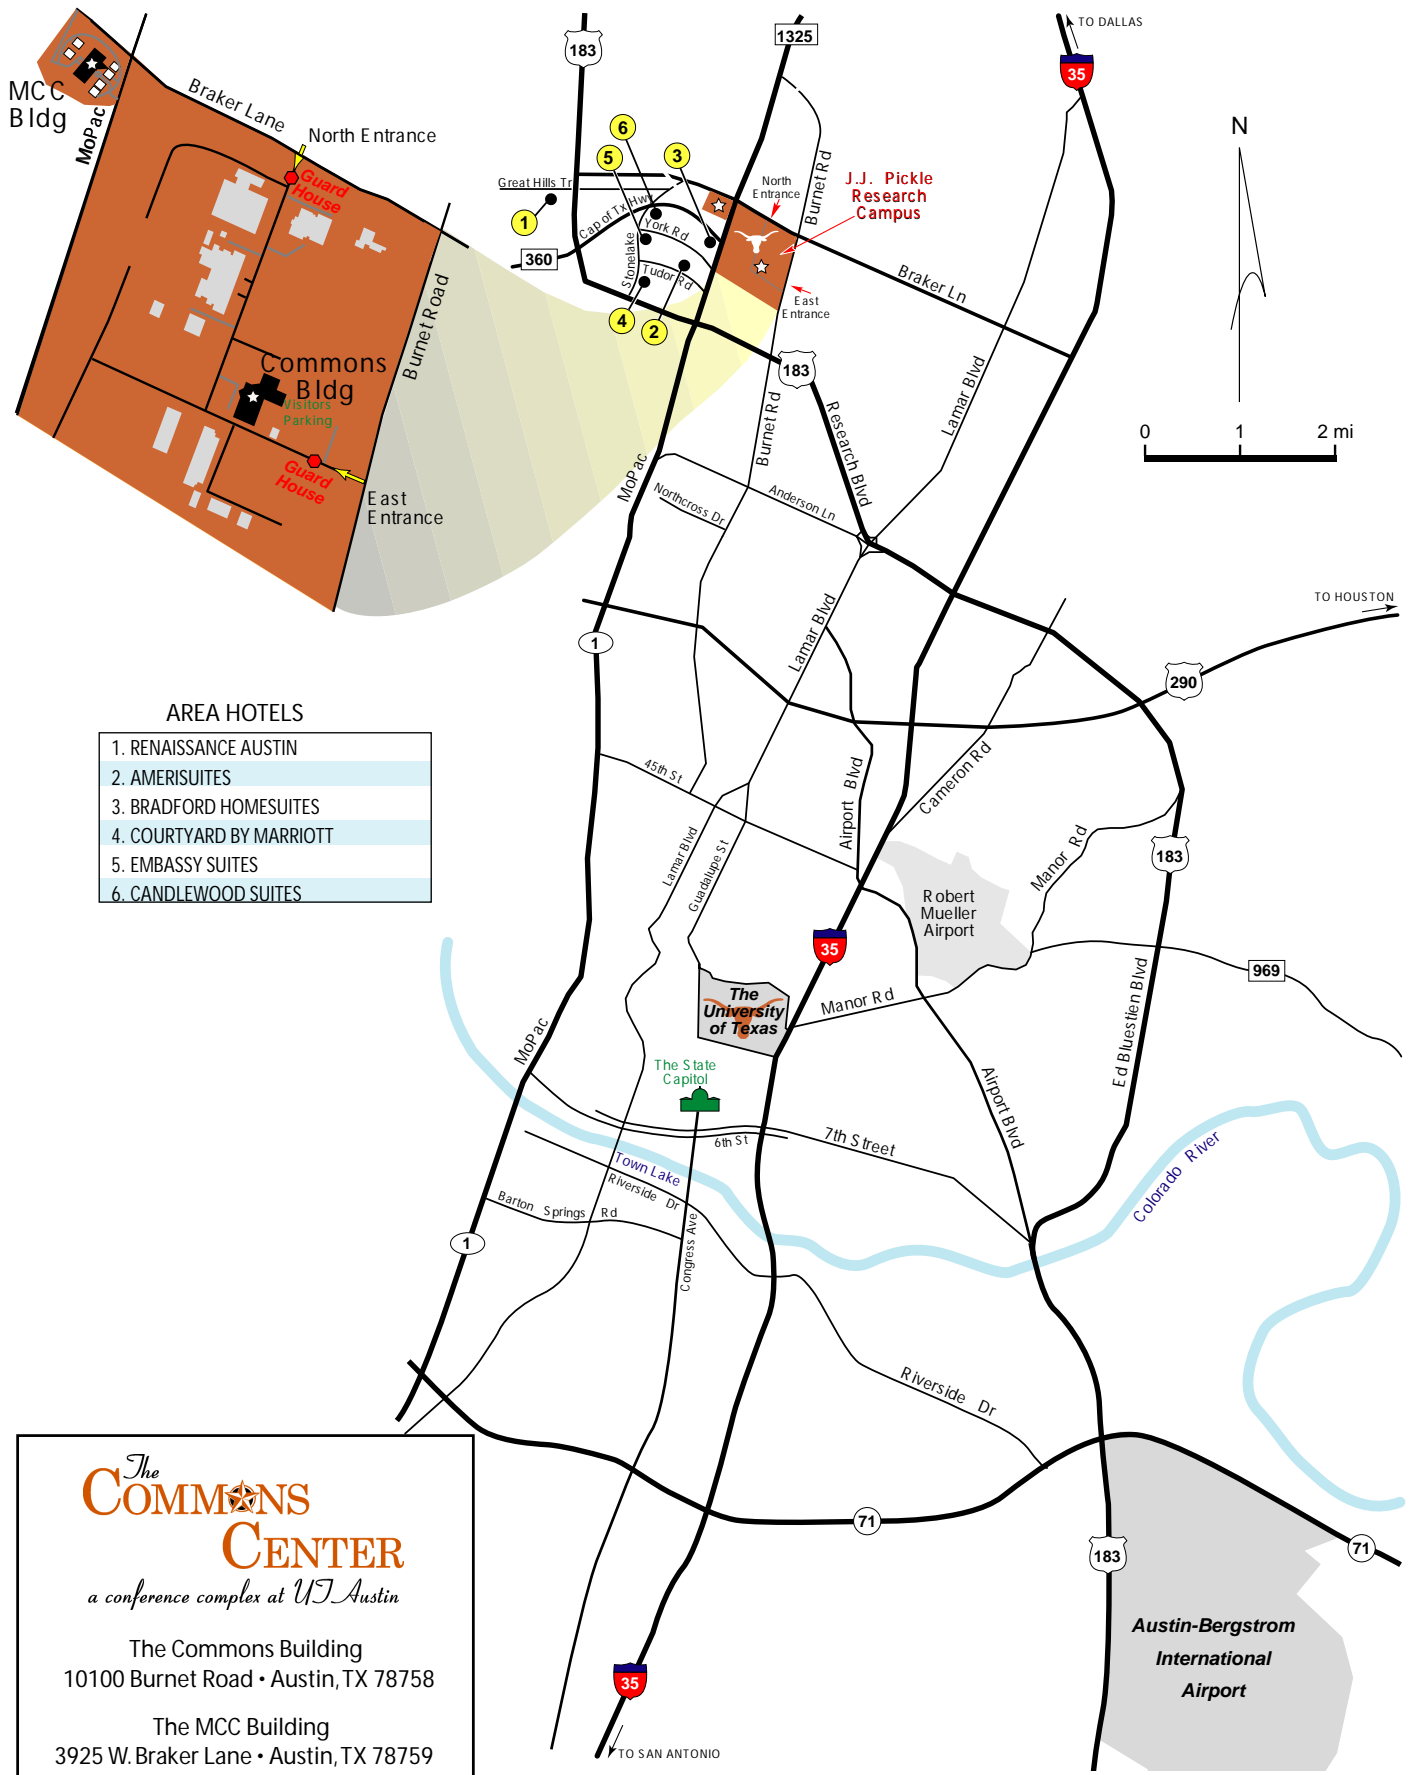 TO DALLAS
183
1325
35
MCC
Bldg
MoPac
Braker Lane
North Entrance
Guard
House
Burnet Road
Commons
Bldg
Visitors
Parking
Guard
House
East
Entrance
6
5
3
1
4
2
Great Hills Tr
Cap of Tx Hwy
360
York Rd
Stonelake
Tudor Rd
North
Entrance
Burnet Rd
J.J. Pickle
Research
Campus
East
Entrance
Braker Ln
N
0 1 2 mi
183
Research Blvd
Lamar Blvd
Burnet Rd
MoPac
Northcross Dr
Anderson Ln
TO HOUSTON
290
1
Lamar Blvd
AREA HOTELS
1. RENAISSANCE AUSTIN
2. AMERISUITES
3. BRADFORD HOMESUITES
4. COURTYARD BY MARRIOTT
5. EMBASSY SUITES
6. CANDLEWOOD SUITES
45th St
Airport Blvd
Cameron Rd
Lamar Blvd
Guadalupe St
Manor Rd
183
Robert
Mueller
Airport
35
969
The
University
of Texas
Manor Rd
Ed Bluestien Blvd
MoPac
The State
Capitol
Airport Blvd
6th St
7th Street
Town Lake
Riverside Dr
Barton Springs Rd
Congress Ave
Colorado River
1
Riverside Dr
71
183
71
Austin-Bergstrom
International
Airport
35
TO SAN ANTONIO
The
COMMONS
CENTER
a conference complex at UT Austin
The Commons Building
10100 Burnet Road • Austin, TX 78758
The MCC Building
3925 W. Braker Lane • Austin, TX 78759